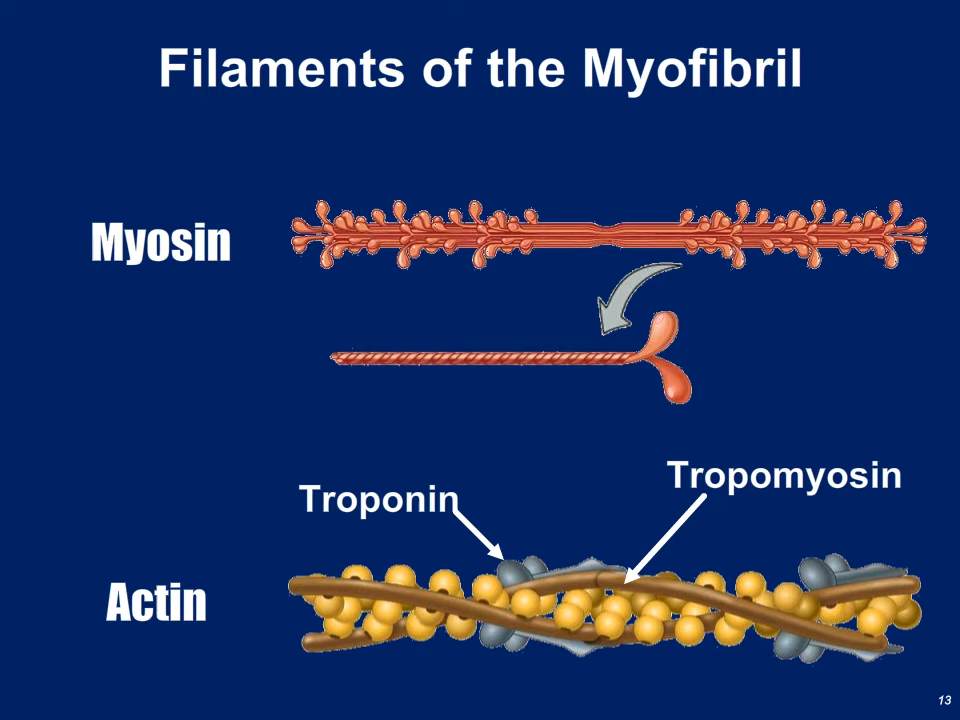 Filaments of the Myofibril
Myosin
Tropomyosin
Troponin
Actin
13